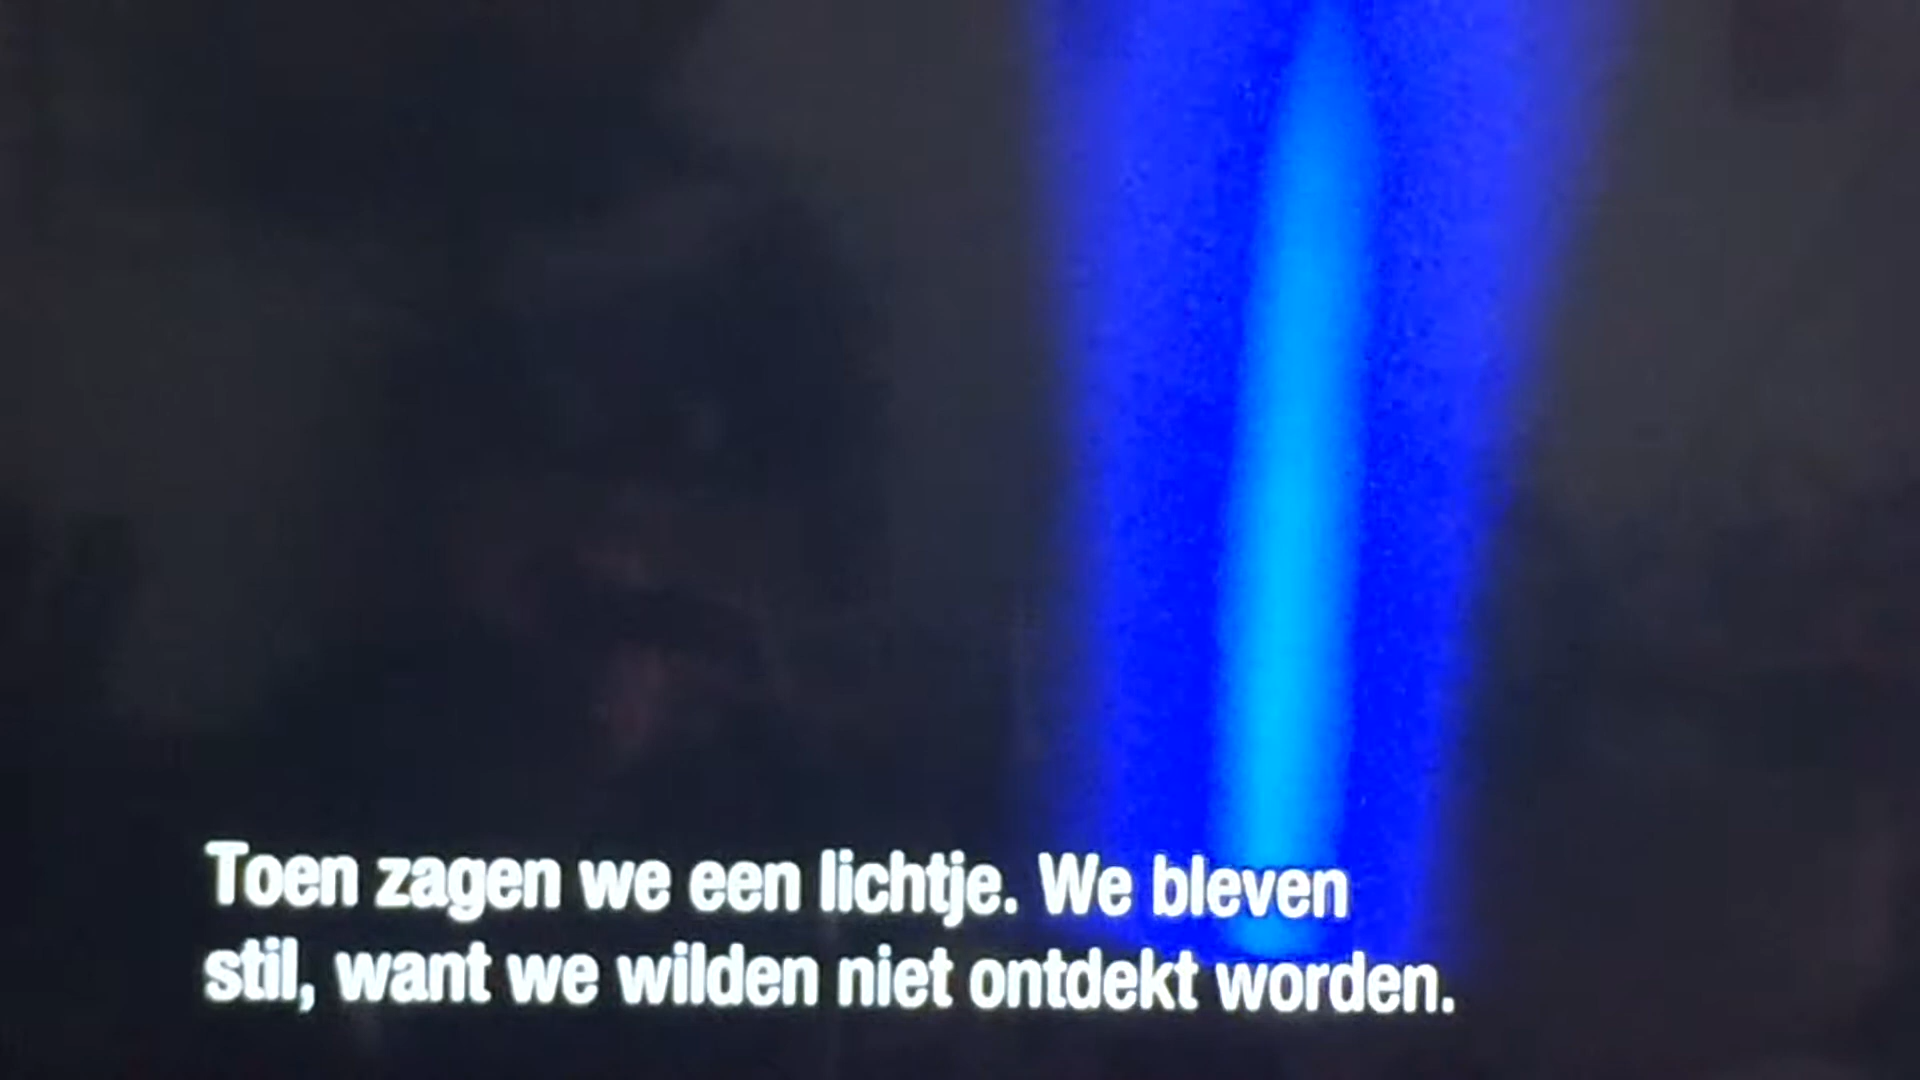 Toen zagen we een lichtje. We bleven
stil, want we wilden niet ontdekt worden.